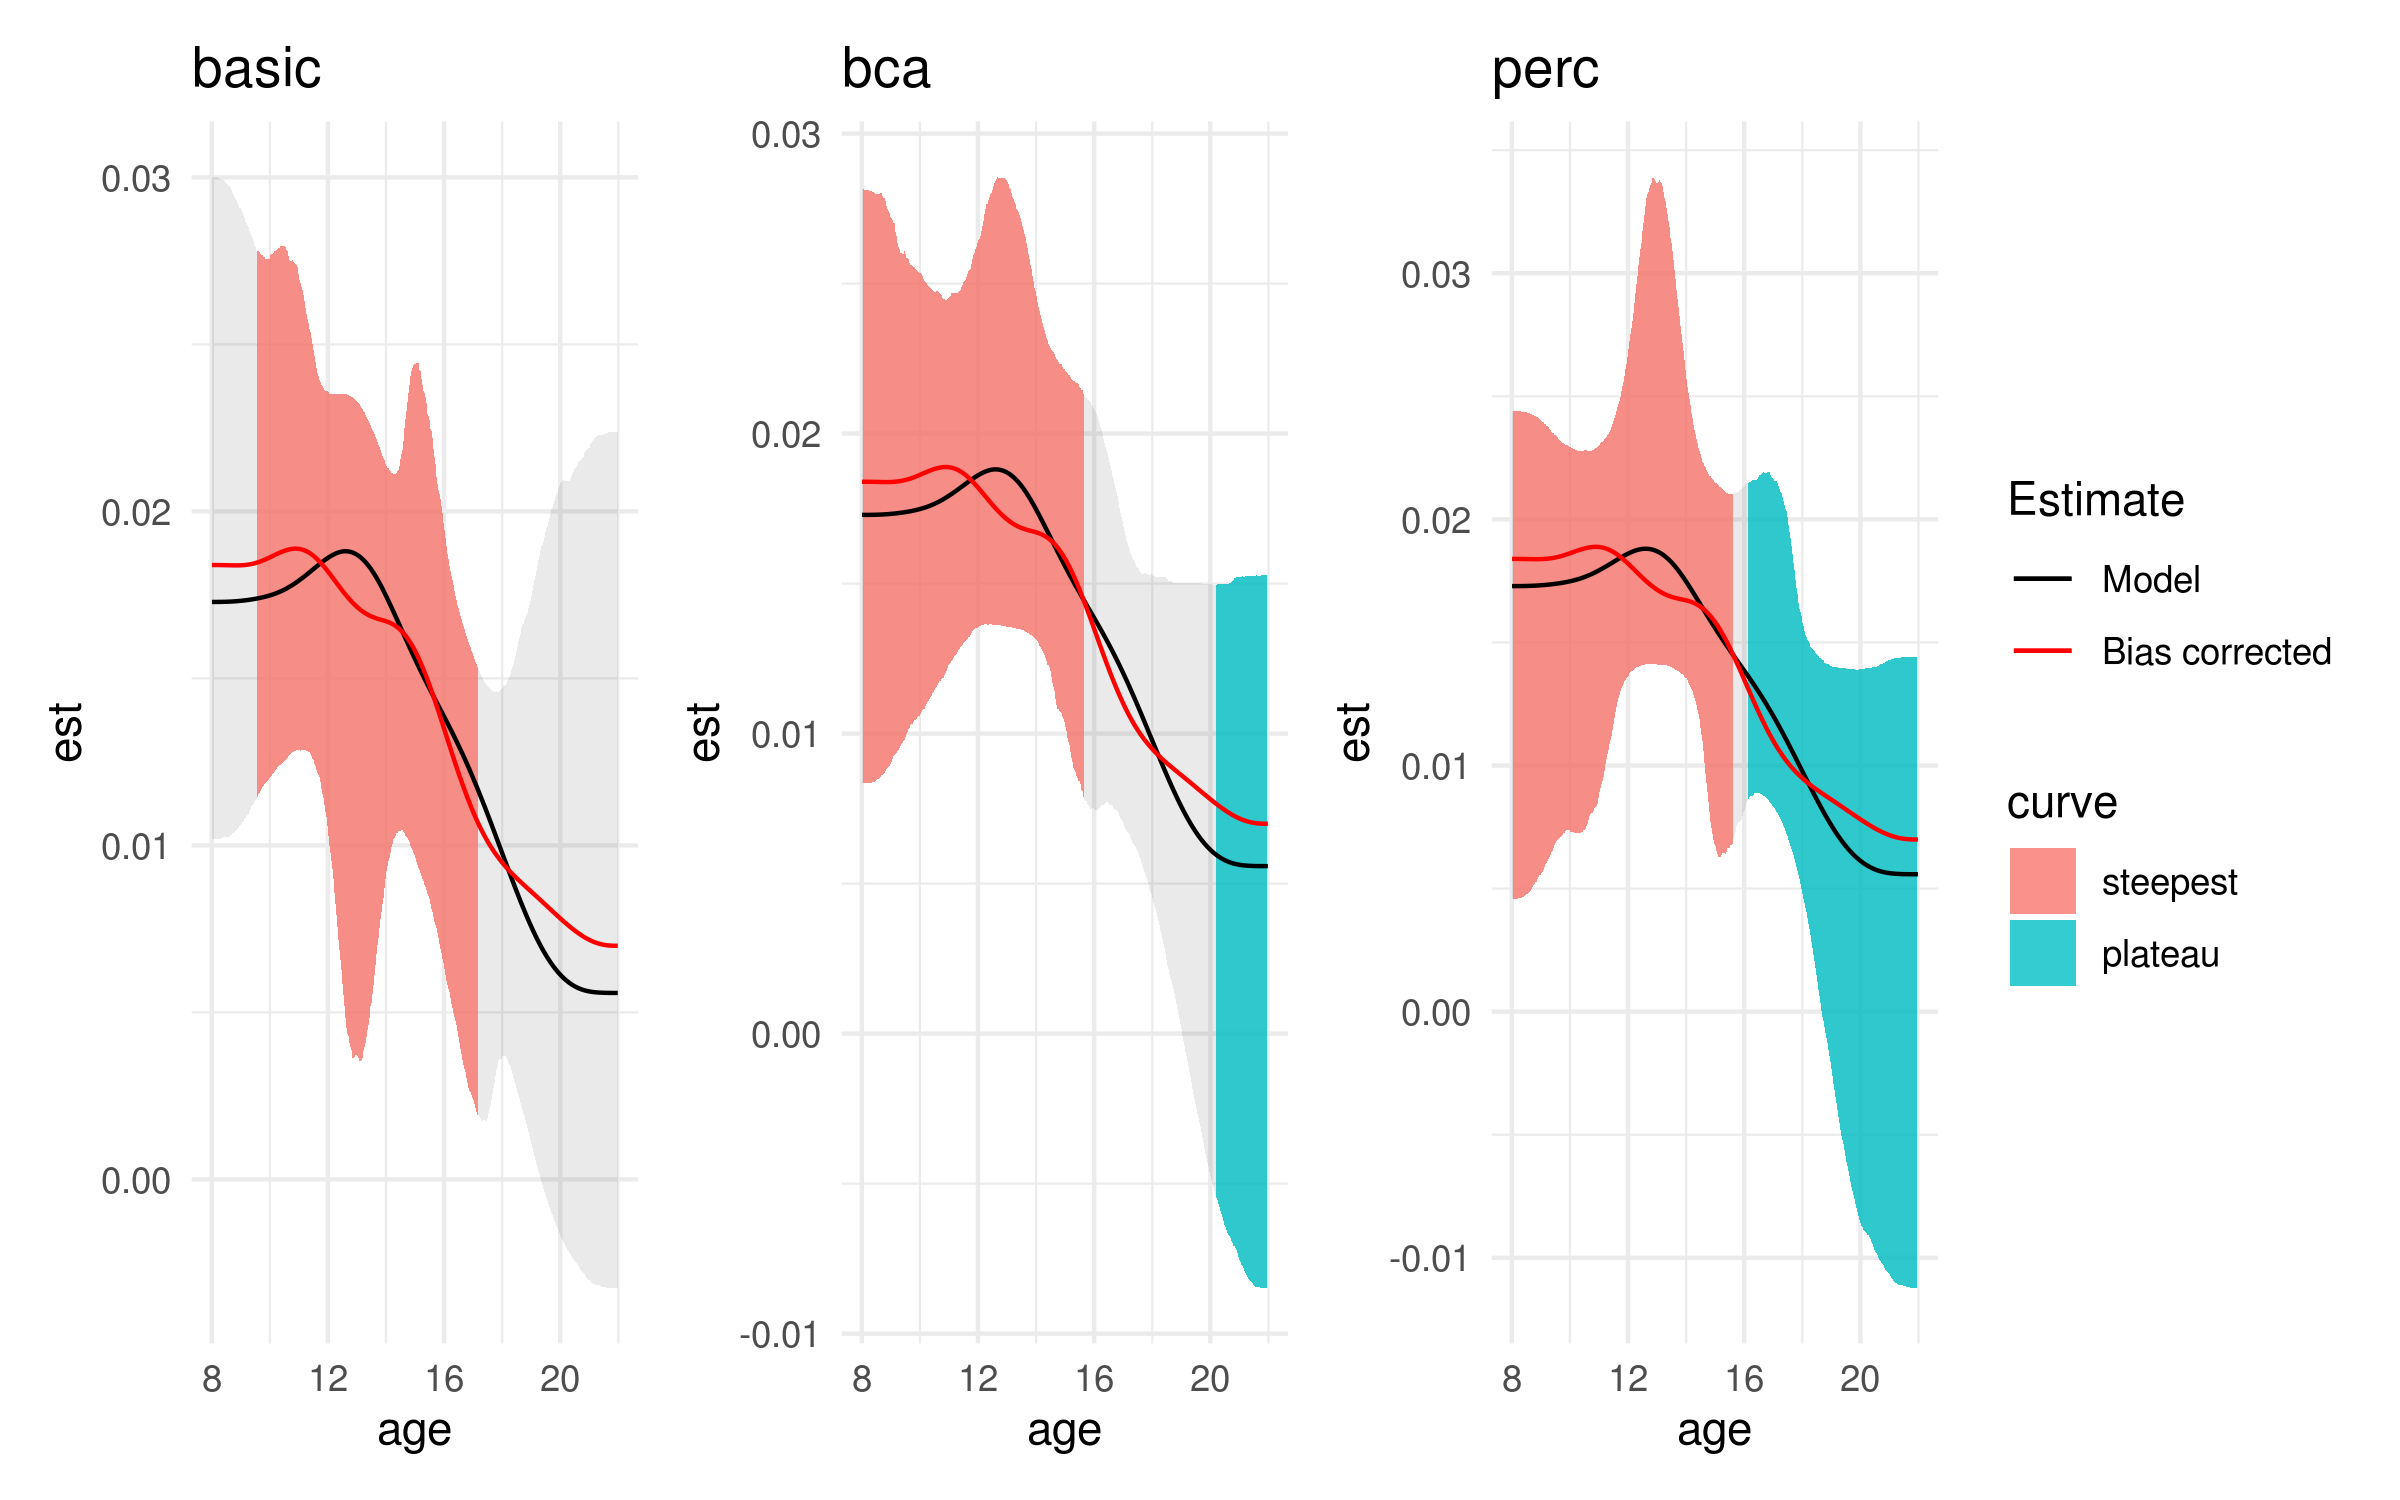 basic
0.03
0.02
0.01
0.00
est
8 12 16 20
age
bca
0.03
0.02
0.01
0.00
-0.01
est
8 12 16 20
age
perc
0.03
0.02
0.01
0.00
-0.01
est
8 12 16 20
age
Estimate
Model
Bias corrected
curve
steepest
plateau